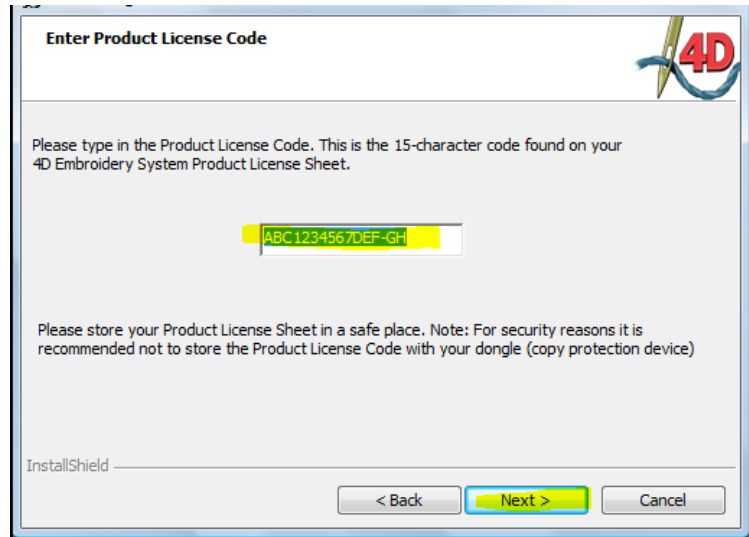 Enter Product License Code
4D
Please type in the Product License Code. This is the 15-character code found on your
4D Embroidery System Product License Sheet.
ABC1234567DEF-GH
Please store your Product License Sheet in a safe place. Note: For security reasons it is
recommended not to store the Product License Code with your dongle (copy protection device)
InstallShield
< Back Next > Cancel